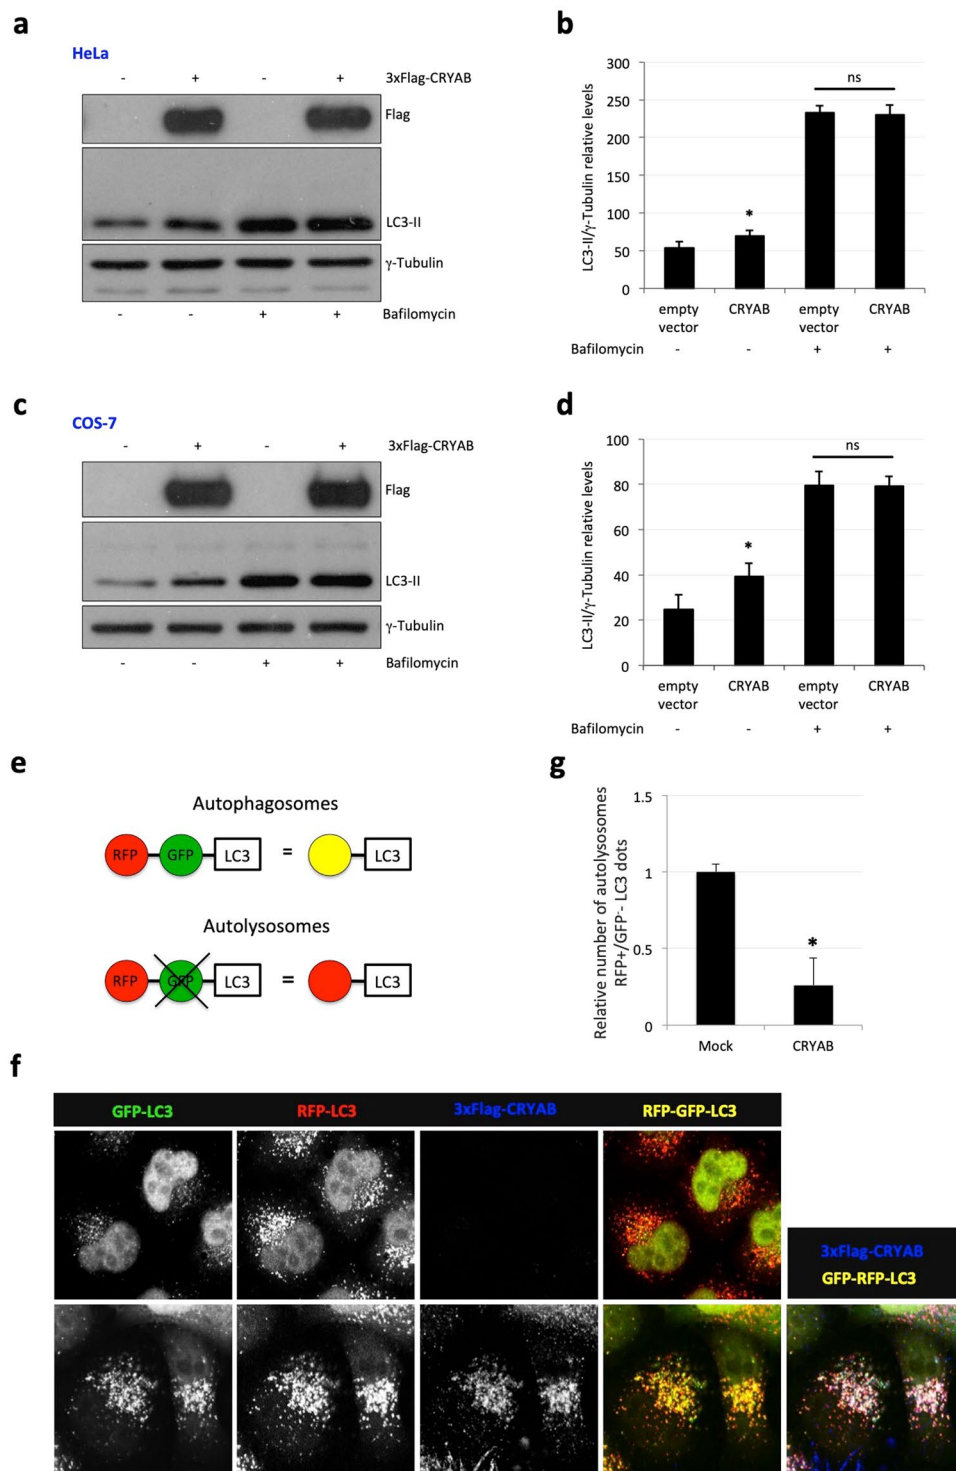 a
HeLa
- + - + 3xFlag-CRYAB
Flag
LC3-II
γ-Tubulin
- - + + Bafilomycin
b
LC3-II/γ-Tubulin relative levels
300
250
200
150
100
50
0
ns
*
empty vector
CRYAB
empty vector
CRYAB
Bafilomycin - - + +
c
COS-7
- + - + 3xFlag-CRYAB
Flag
LC3-II
γ-Tubulin
- - + + Bafilomycin
d
LC3-II/γ-Tubulin relative levels
100
80
60
40
20
0
ns
*
empty vector
CRYAB
empty vector
CRYAB
Bafilomycin - - + +
e
Autophagosomes
RFP GFP LC3 = LC3
Autolysosomes
RFP GFP LC3 = LC3
g
Relative number of autolysosomes
RFP+/GFP- LC3 dots
1.5
1
0.5
0
*
Mock CRYAB
f
GFP-LC3 RFP-LC3 3xFlag-CRYAB RFP-GFP-LC3
3xFlag-CRYAB
GFP-RFP-LC3